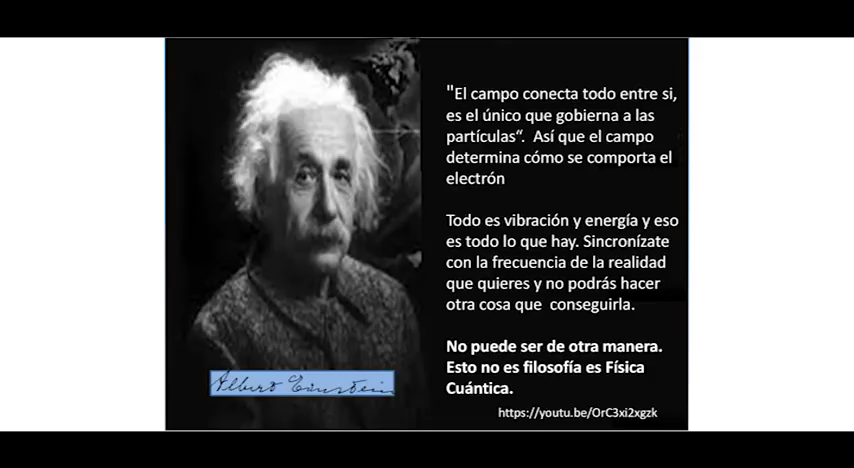 "El campo conecta todo entre si,
es el único que gobierna a las
partículas“. Así que el campo
determina cómo se comporta el
electrón
Todo es vibración y energía y eso
es todo lo que hay. Sincronízate
con la frecuencia de la realidad
que quieres y no podrás hacer
otra cosa que conseguirla.
No puede ser de otra manera.
Esto no es filosofía es Física
Cuántica.
https://youtu.be/OrC3xi2xgzk
Albert Einstein